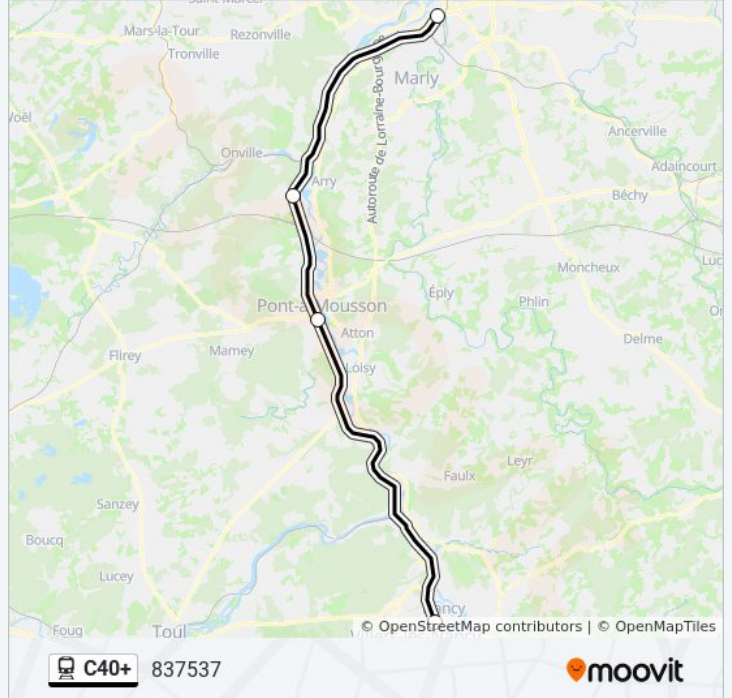 Mars-la-Tour
Rezonville
Tronville
Marly
Autoroute de Lorraine-Bourgogne
Ancerville
Onville
Adaincourt
Arry
Béchy
Moncheux
Éply
Phlin
Pont-à-Mousson
Atton
Mamey
Flirey
Delme
Loisy
Leyr
Faulx
Sanzey
Boucq
Lucey
Foug
Toul
© OpenStreetMap contributors | © OpenMapTiles
C40+ 837537 moovit